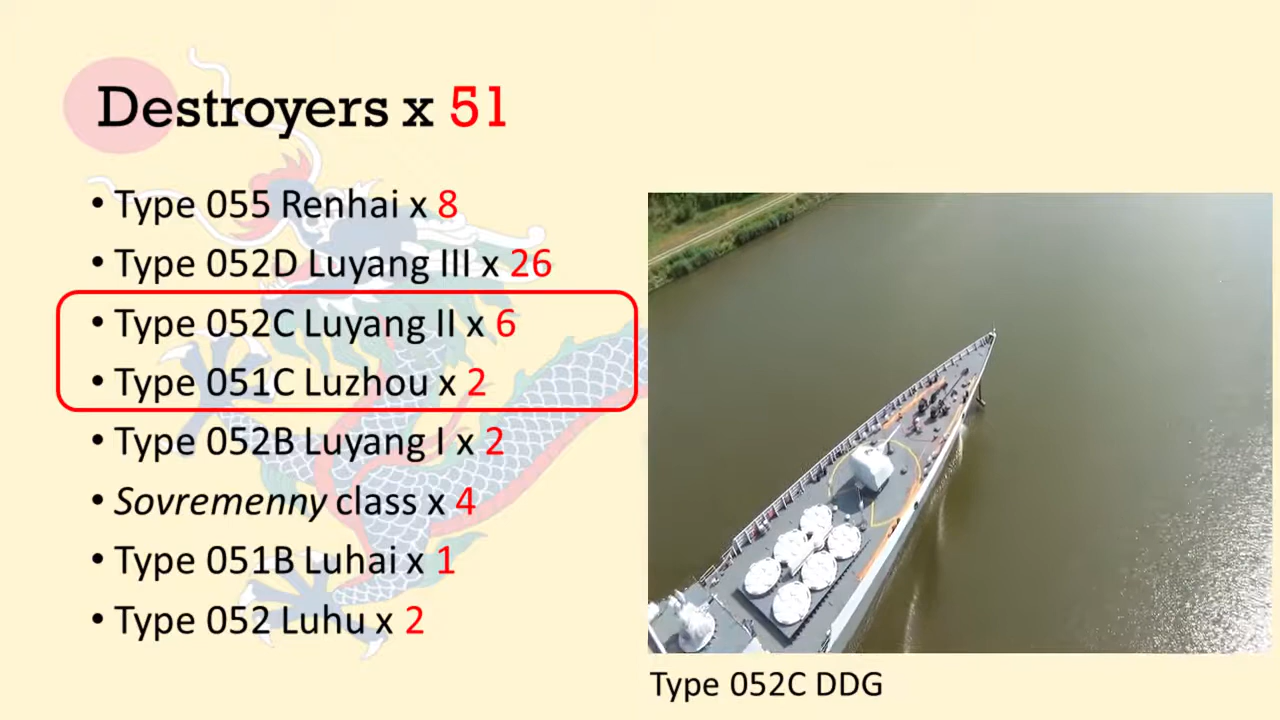 Destroyers x 51
• Type 055 Renhai x 8
• Type 052D Luyang III x 26
• Type 052C Luyang II x 6
• Type 051C Luzhou x 2
• Type 052B Luyang I x 2
• Sovremenny class x 4
• Type 051B Luhai x 1
• Type 052 Luhu x 2
Type 052C DDG